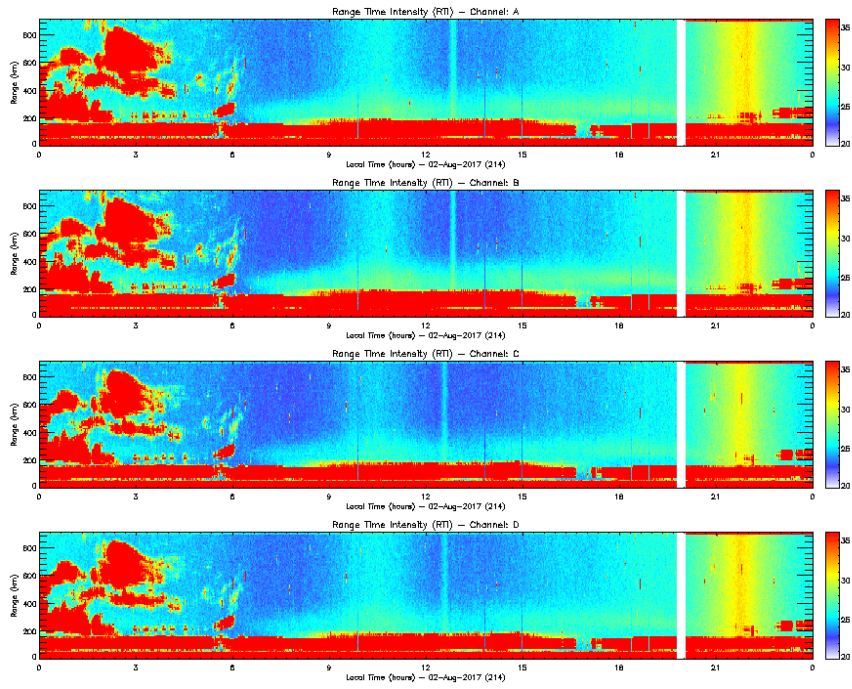 Range Time Intensity (RTI) – Channel: A
Range (km)
800
600
400
200
0
0 3 6 9 12 15 18 21 0
Local Time (hours) – 02-Aug-2017 (214)
35
30
25
20
Range Time Intensity (RTI) – Channel: B
Range (km)
800
600
400
200
0
0 3 6 9 12 15 18 21 0
Local Time (hours) – 02-Aug-2017 (214)
35
30
25
20
Range Time Intensity (RTI) – Channel: C
Range (km)
800
600
400
200
0
0 3 6 9 12 15 18 21 0
Local Time (hours) – 02-Aug-2017 (214)
35
30
25
20
Range Time Intensity (RTI) – Channel: D
Range (km)
800
600
400
200
0
0 3 6 9 12 15 18 21 0
Local Time (hours) – 02-Aug-2017 (214)
35
30
25
20